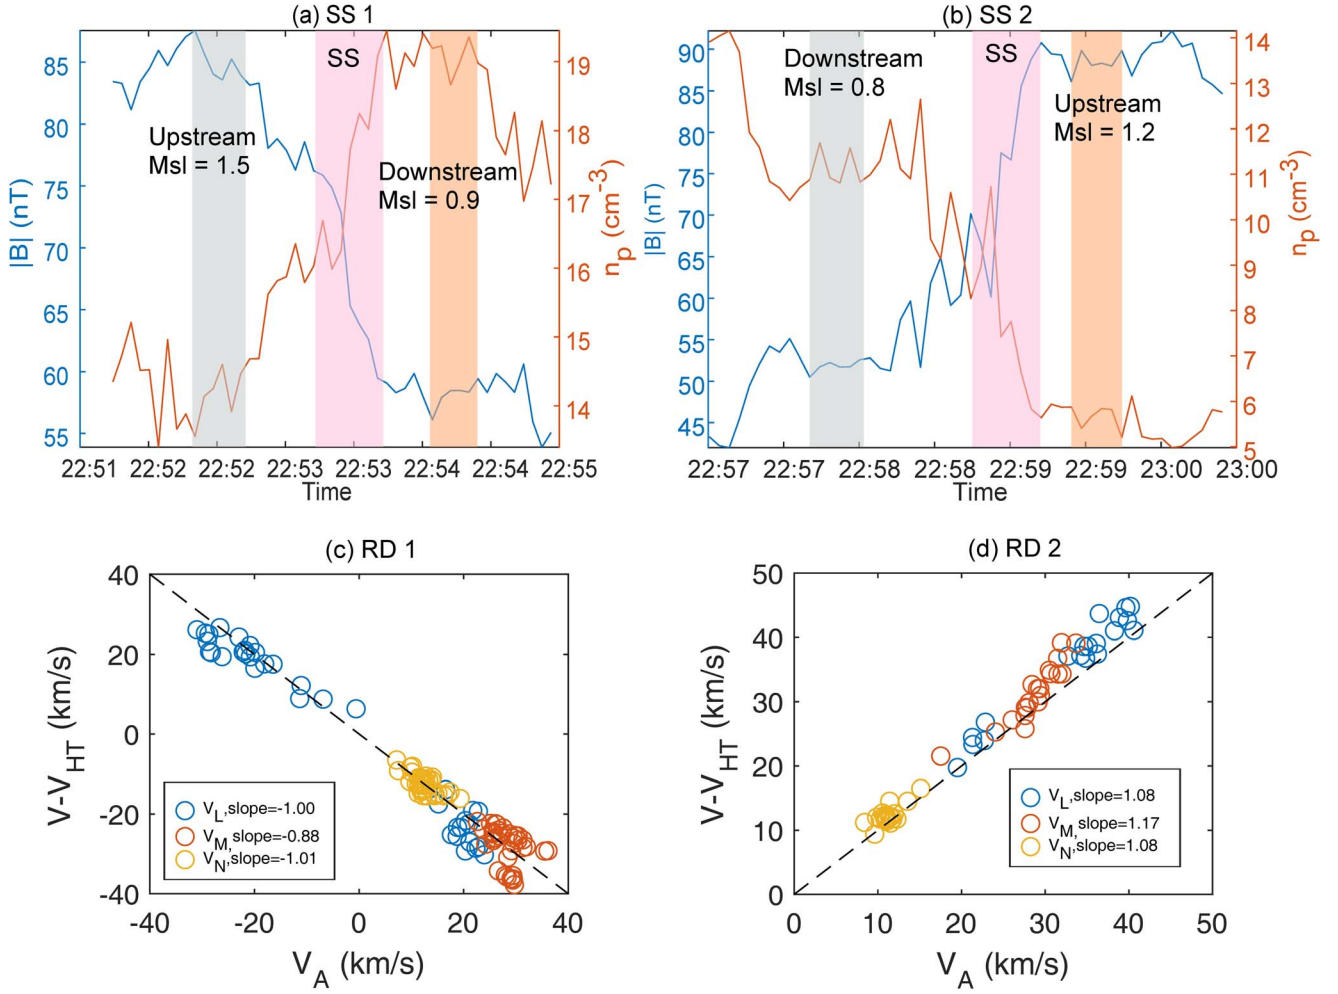 (a) SS 1
(b) SS 2
85
80
75
70
65
60
55
|B| (nT)
Upstream
Msl = 1.5
SS
Downstream
Msl = 0.9
19
18
17
16
15
14
n_p (cm^-3)
22:51 22:52 22:52 22:53 22:53 22:54 22:54 22:55
Time
90
85
80
75
70
65
60
55
50
45
|B| (nT)
Downstream
Msl = 0.8
SS
Upstream
Msl = 1.2
14
13
12
11
10
9
8
7
6
5
n_p (cm^-3)
22:57 22:57 22:58 22:58 22:59 22:59 23:00 23:00
Time
(c) RD 1
40
20
0
-20
-40
V-V_HT (km/s)
V_L,slope=-1.00
V_M,slope=-0.88
V_N,slope=-1.01
-40 -20 0 20 40
V_A (km/s)
(d) RD 2
50
40
30
20
10
0
V-V_HT (km/s)
V_L,slope=1.08
V_M,slope=1.17
V_N,slope=1.08
0 10 20 30 40 50
V_A (km/s)